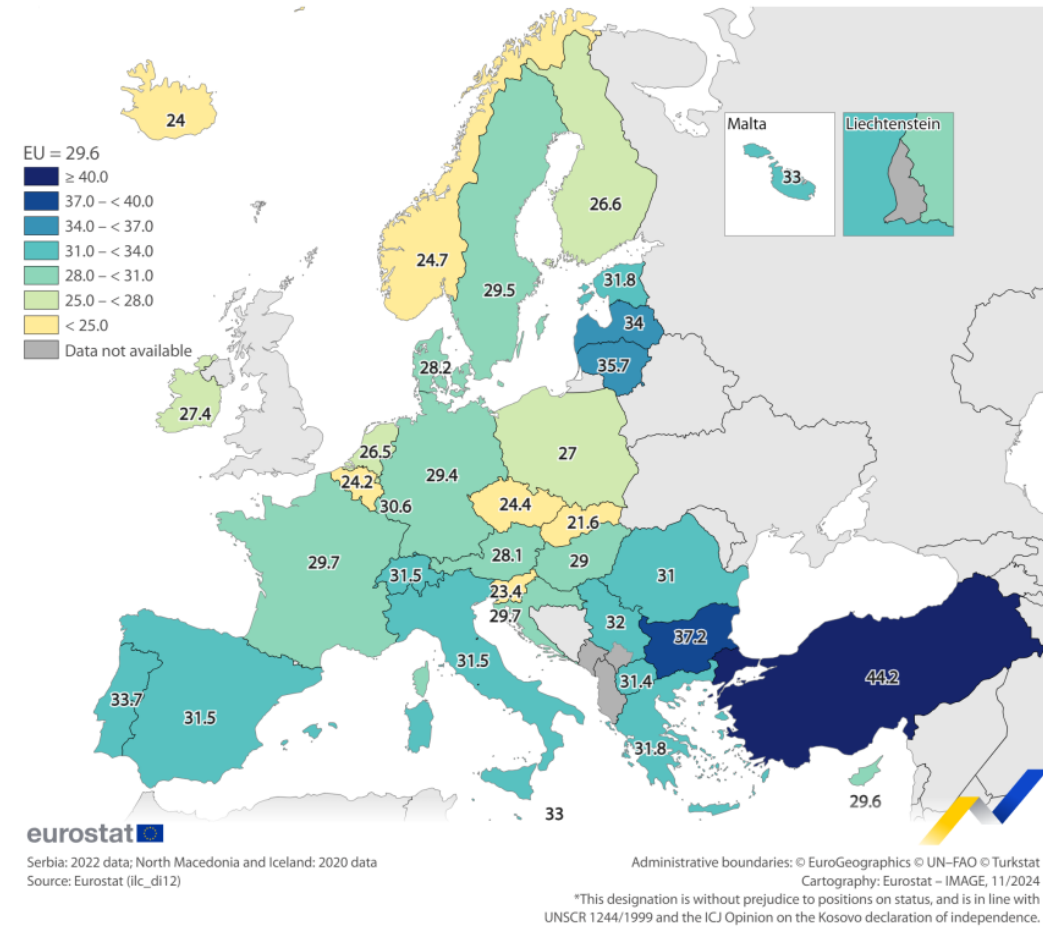 24
EU = 29.6
≥ 40.0
37.0 – < 40.0
34.0 – < 37.0
31.0 – < 34.0
28.0 – < 31.0
25.0 – < 28.0
< 25.0
Data not available
Malta
33
Liechtenstein
26.6
24.7
29.5
31.8
34
35.7
28.2
27.4
26.5
24.2
30.6
29.4
27
24.4
21.6
29.7
31.5
28.1
29
23.4
29.7
31
32
37.2
31.5
31.4
44.2
33.7
31.5
31.8
29.6
33
eurostat
Serbia: 2022 data; North Macedonia and Iceland: 2020 data
Source: Eurostat (ilc_di12)
Administrative boundaries: © EuroGeographics © UN–FAO © Turkstat
Cartography: Eurostat – IMAGE, 11/2024
*This designation is without prejudice to positions on status, and is in line with
UNSCR 1244/1999 and the ICJ Opinion on the Kosovo declaration of independence.